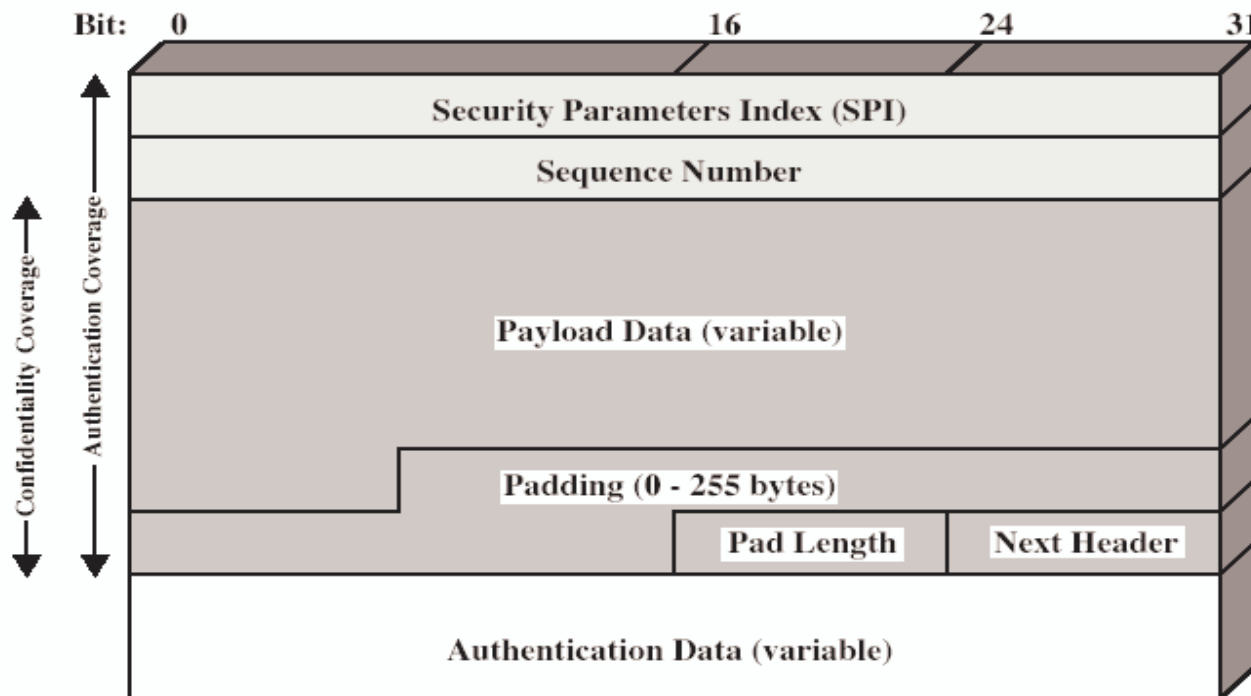 Bit: 0 16 24 31
Security Parameters Index (SPI)
Sequence Number
Confidentiality Coverage
Authentication Coverage
Payload Data (variable)
Padding (0 - 255 bytes)
Pad Length Next Header
Authentication Data (variable)